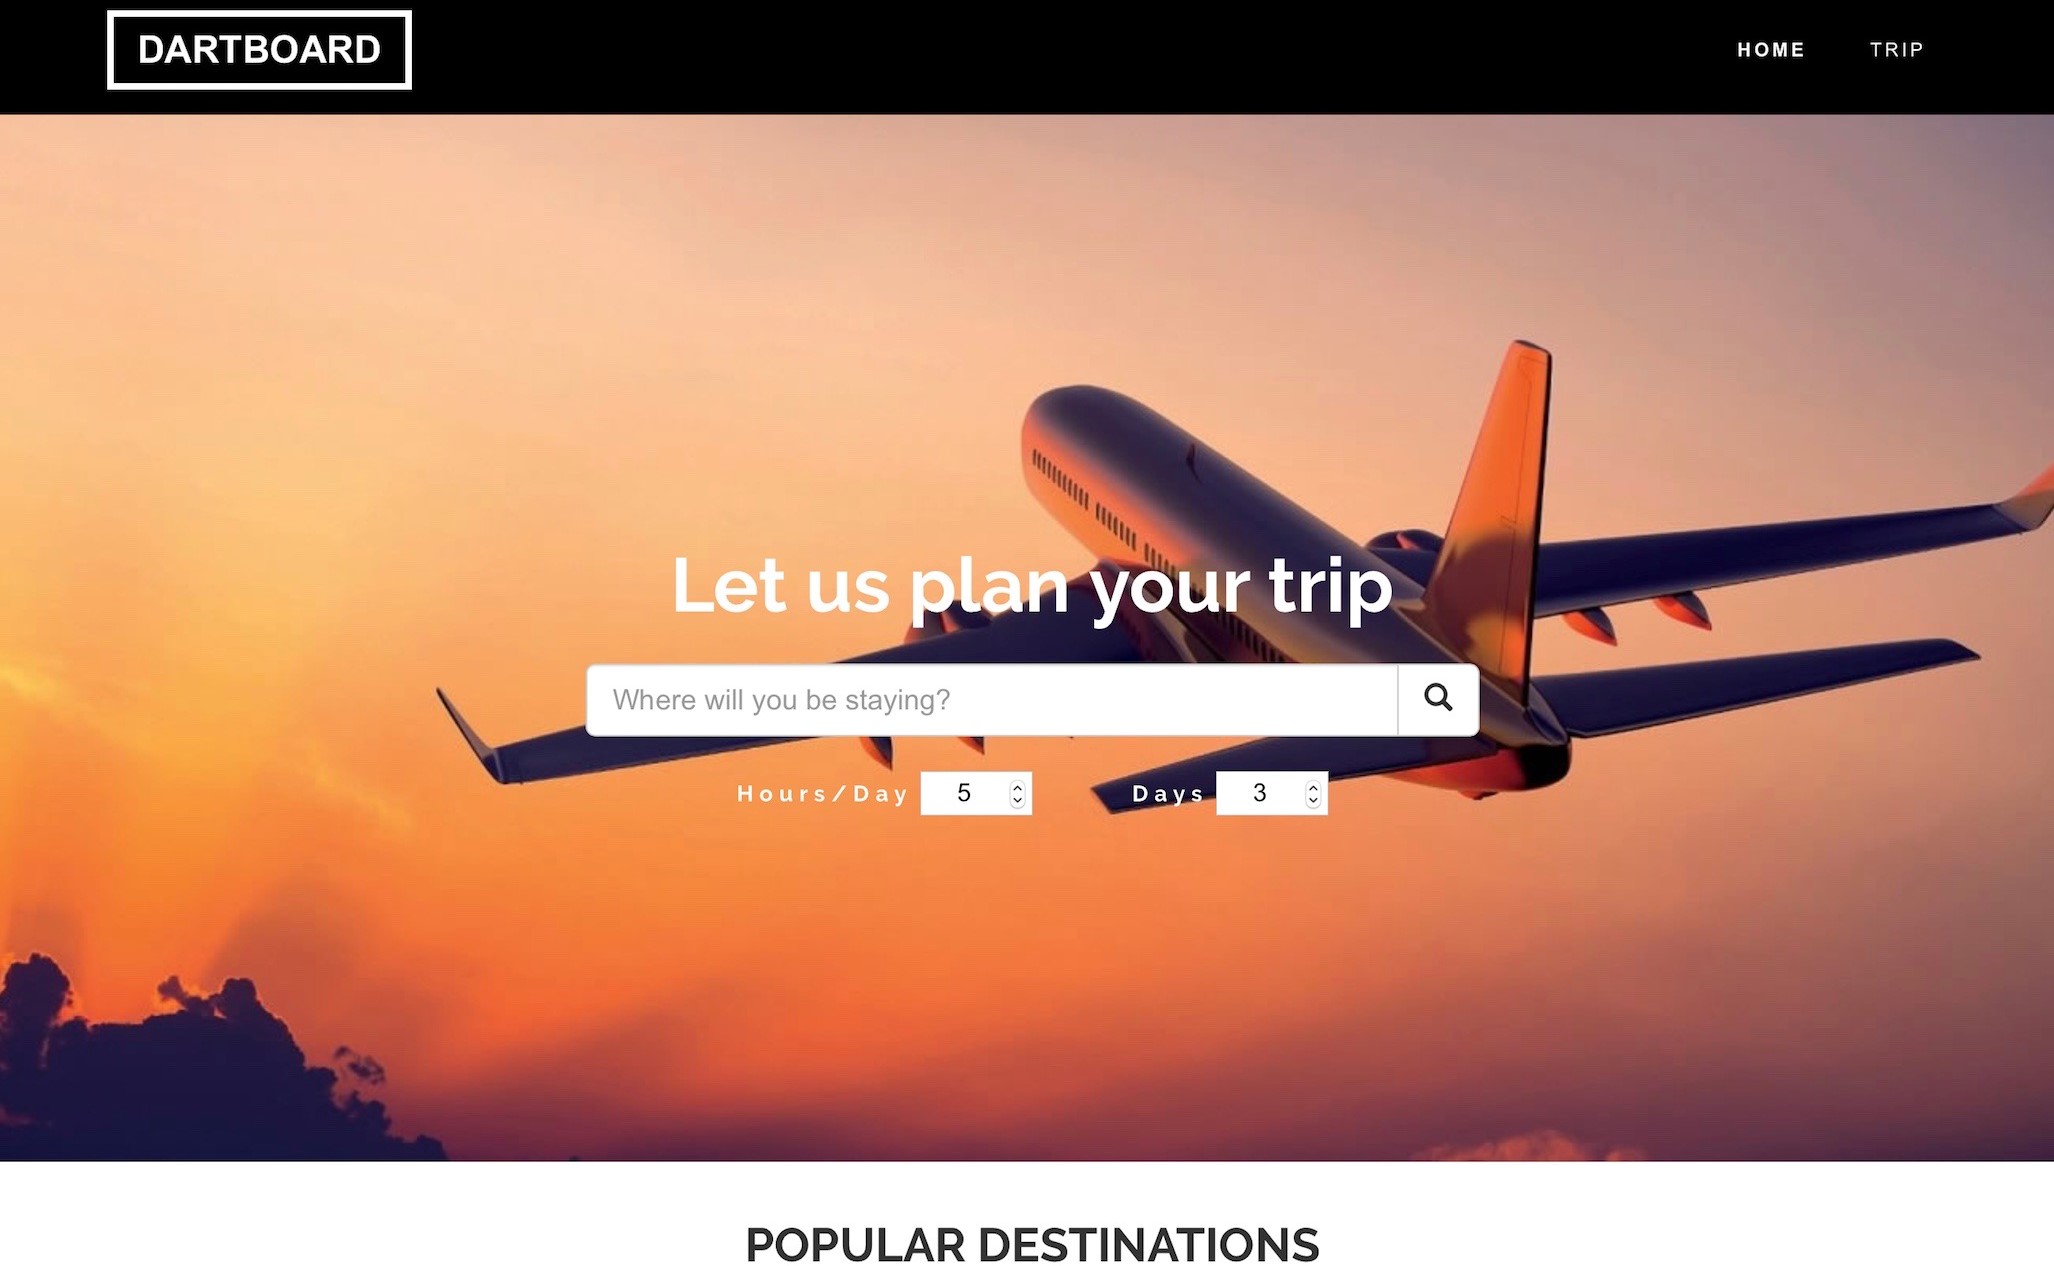 DARTBOARD
HOME TRIP
Let us plan your trip
Where will you be staying?
Hours/Day 5 Days 3
POPULAR DESTINATIONS